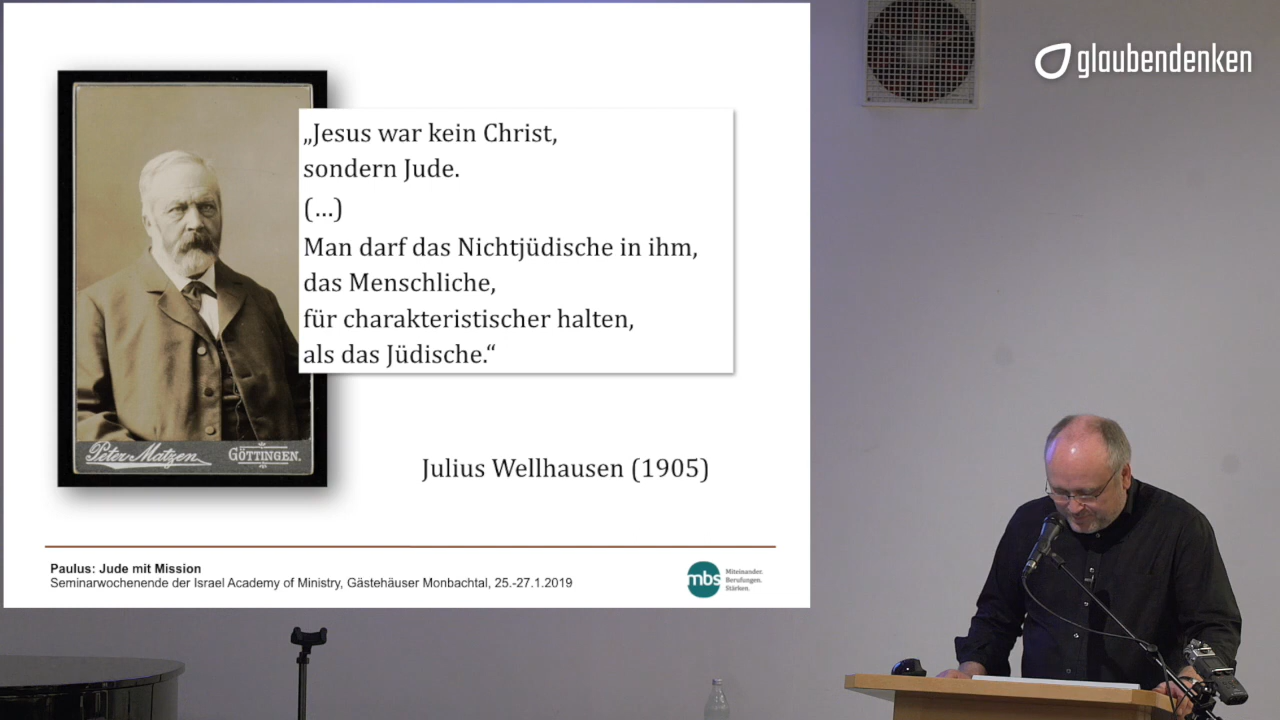 glaubendenken
„Jesus war kein Christ,
sondern Jude.
(…)
Man darf das Nichtjüdische in ihm,
das Menschliche,
für charakteristischer halten,
als das Jüdische.“
Peter Matzen.
GÖTTINGEN.
Julius Wellhausen (1905)
Paulus: Jude mit Mission
Seminarwochenende der Israel Academy of Ministry, Gästehäuser Monbachtal, 25.-27.1.2019
mbs
Miteinander.
Berufungen.
Stärken.